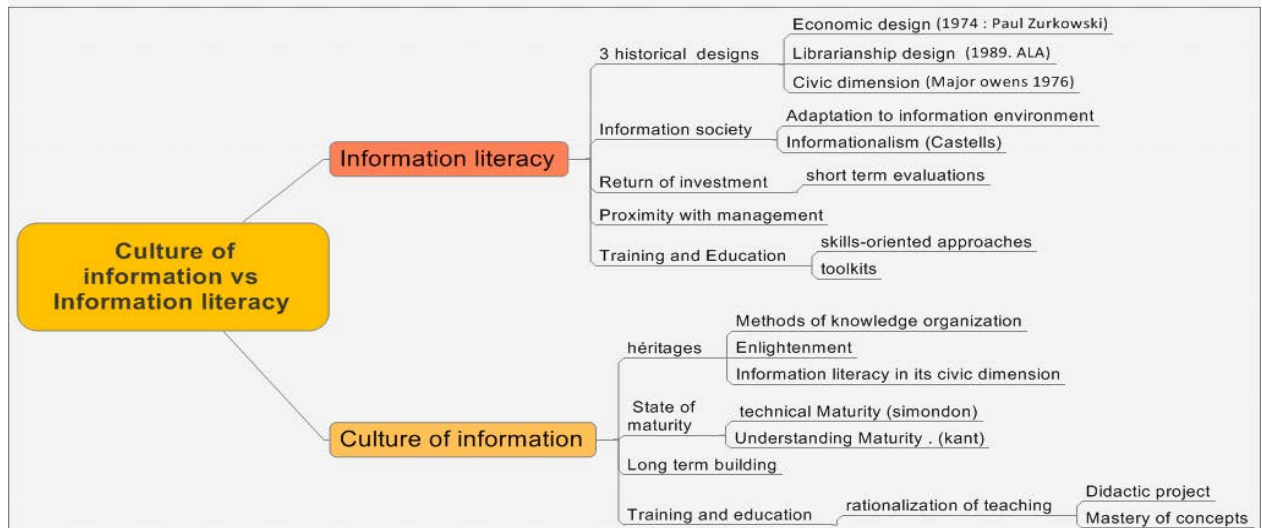 Culture of
information vs
Information literacy
Information literacy
3 historical designs
Economic design (1974 : Paul Zurkowski)
Librarianship design (1989. ALA)
Civic dimension (Major owens 1976)
Information society
Adaptation to information environment
Informationalism (Castells)
Return of investment
short term evaluations
Proximity with management
Training and Education
skills-oriented approaches
toolkits
Culture of information
héritages
Methods of knowledge organization
Enlightenment
Information literacy in its civic dimension
State of
maturity
technical Maturity (simondon)
Understanding Maturity . (kant)
Long term building
Training and education
rationalization of teaching
Didactic project
Mastery of concepts